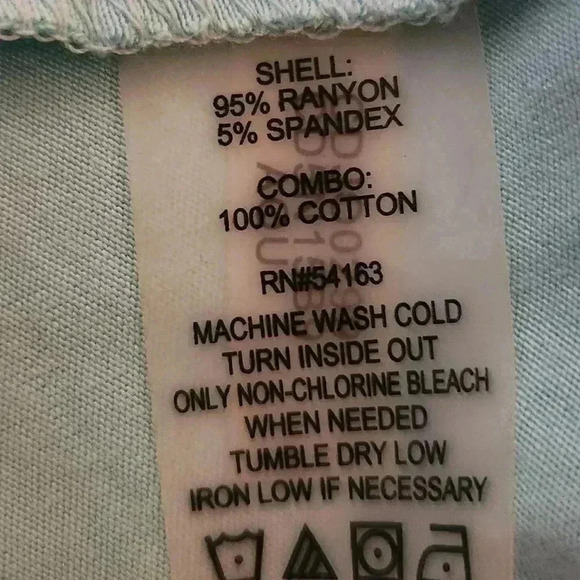 SHELL:
95% RANYON
5% SPANDEX
COMBO:
100% COTTON
RN#54163
MACHINE WASH COLD
TURN INSIDE OUT
ONLY NON-CHLORINE BLEACH
WHEN NEEDED
TUMBLE DRY LOW
IRON LOW IF NECESSARY